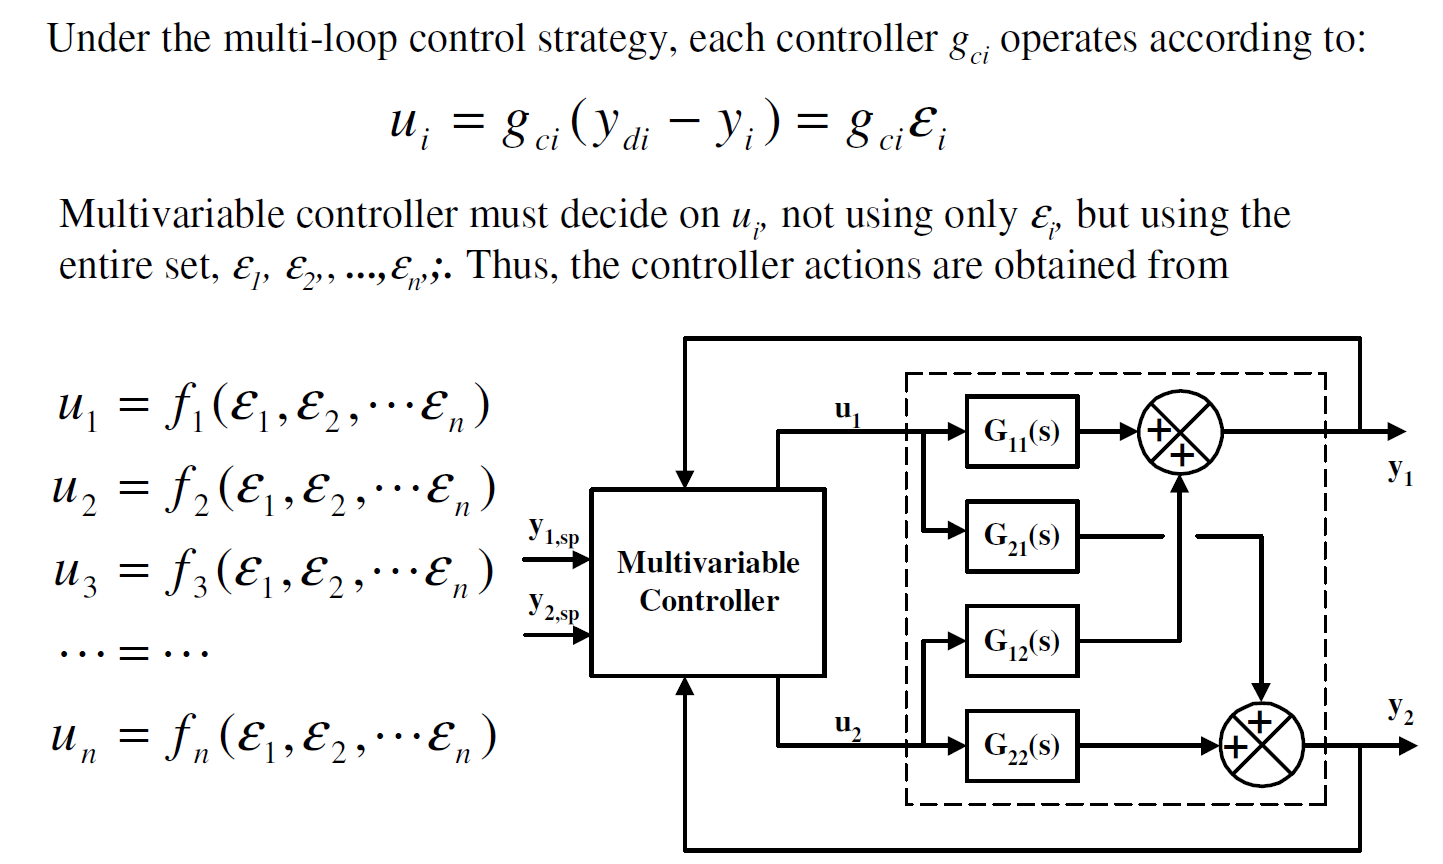 Under the multi-loop control strategy, each controller g_ci operates according to:
u_i = g_ci (y_di − y_i) = g_ci ε_i
Multivariable controller must decide on u_i, not using only ε_i, but using the
entire set, ε_1, ε_2,, ...,ε_n,;. Thus, the controller actions are obtained from
u_1 = f_1(ε_1, ε_2, ⋯ε_n)
u_2 = f_2(ε_1, ε_2, ⋯ε_n)
u_3 = f_3(ε_1, ε_2, ⋯ε_n)
⋯ = ⋯
u_n = f_n(ε_1, ε_2, ⋯ε_n)
y_1,sp
y_2,sp
Multivariable
Controller
u_1
u_2
G_11(s)
G_21(s)
G_12(s)
G_22(s)
+
+
+
+
y_1
y_2